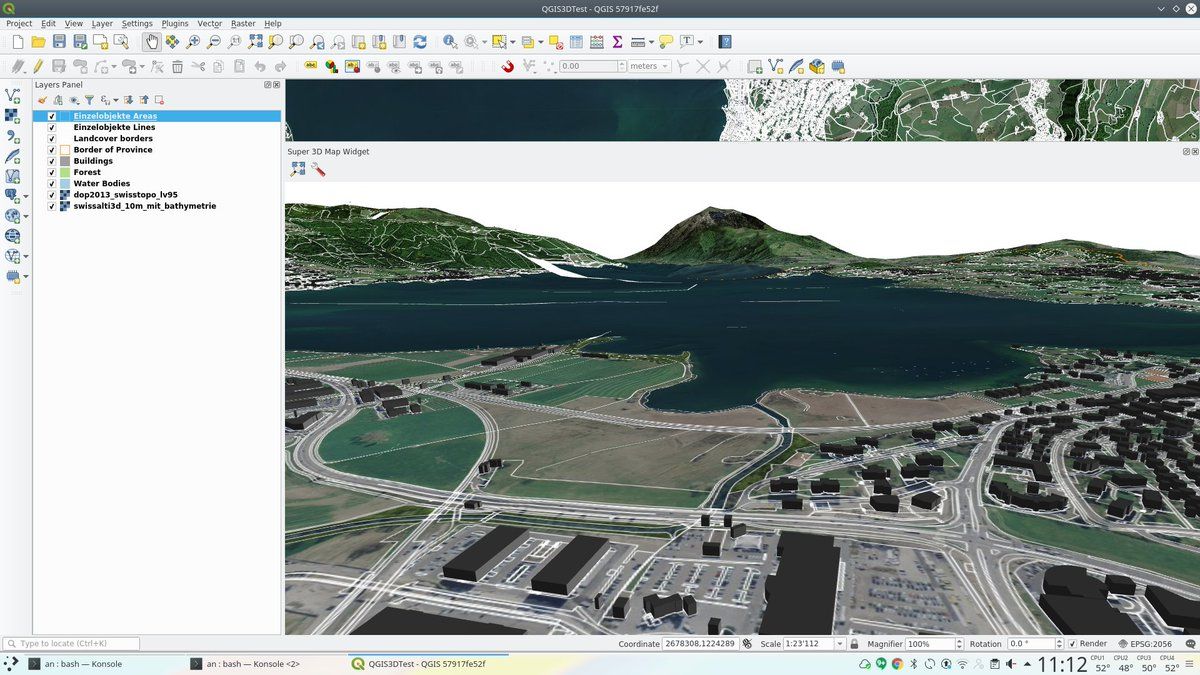 QGIS3DTest - QGIS 57917fe52f
Project Edit View Layer Settings Plugins Vector Raster Help
0.00 meters
Layers Panel
Einzelobjekte Areas
Einzelobjekte Lines
Landcover borders
Border of Province
Buildings
Forest
Water Bodies
dop2013_swisstopo_lv95
swissalti3d_10m_mit_bathymetrie
Super 3D Map Widget
Type to locate (Ctrl+K)
Coordinate 2678308,1224289 Scale 1:23'112 Magnifier 100% Rotation 0.0 ° Render EPSG:2056
an : bash — Konsole an : bash — Konsole <2> QGIS3DTest - QGIS 57917fe52f 11:12
CPU1 CPU2 CPU3 CPU4
52° 48° 50° 52°